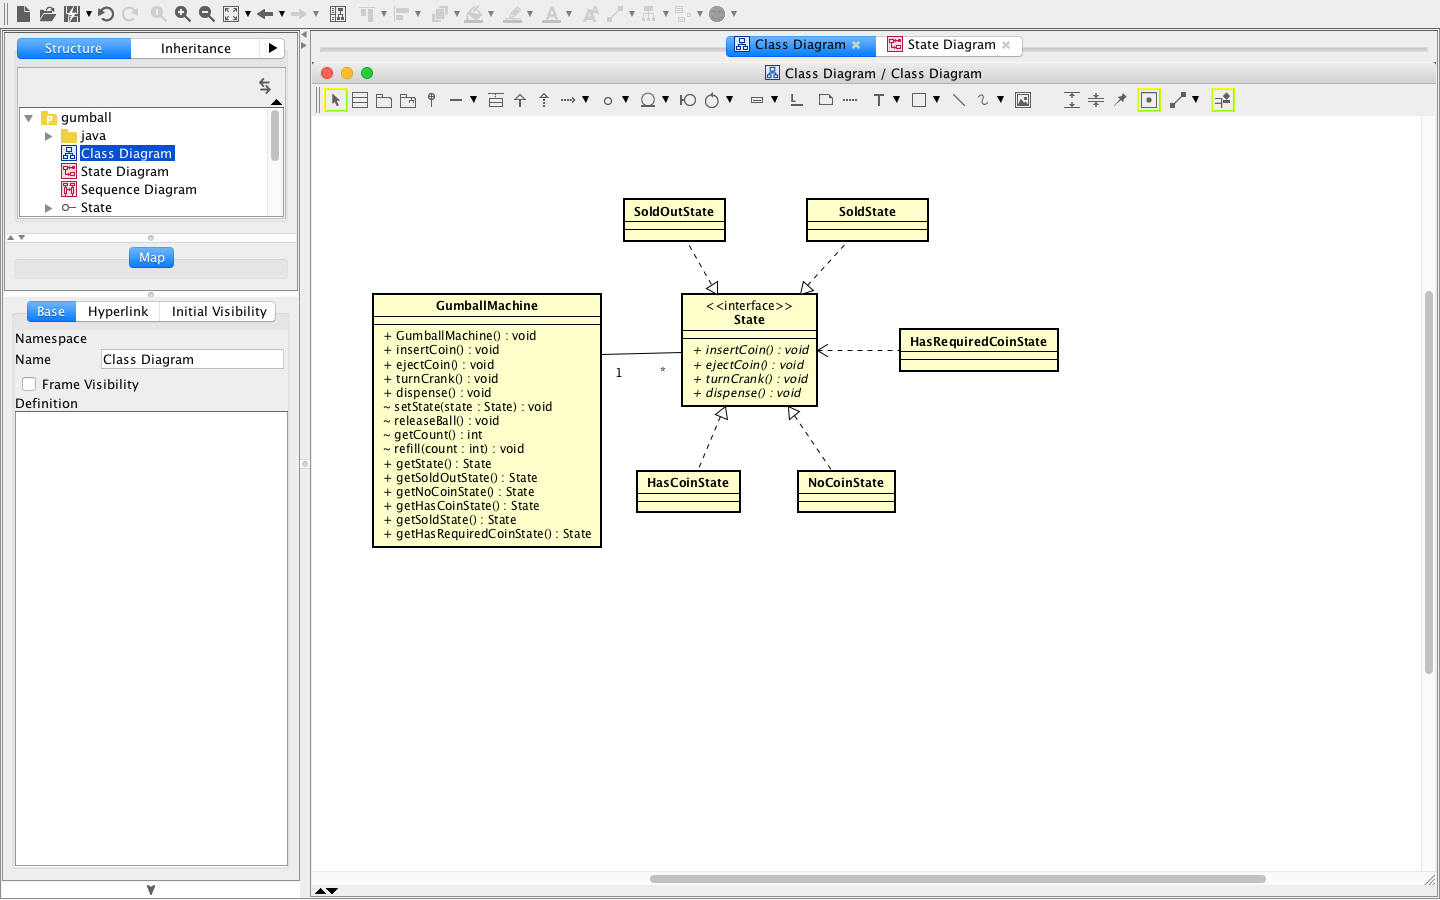 Structure
Inheritance
gumball
java
Class Diagram
State Diagram
Sequence Diagram
State
Map
Base
Hyperlink
Initial Visibility
Namespace
Name
Class Diagram
Frame Visibility
Definition
Class Diagram
State Diagram
Class Diagram / Class Diagram
T
SoldOutState
SoldState
GumballMachine
+ GumballMachine() : void
+ insertCoin() : void
+ ejectCoin() : void
+ turnCrank() : void
+ dispense() : void
~ setState(state : State) : void
~ releaseBall() : void
~ getCount() : int
~ refill(count : int) : void
+ getState() : State
+ getSoldOutState() : State
+ getNoCoinState() : State
+ getHasCoinState() : State
+ getSoldState() : State
+ getHasRequiredCoinState() : State
1
*
<<interface>>
State
+ insertCoin() : void
+ ejectCoin() : void
+ turnCrank() : void
+ dispense() : void
HasRequiredCoinState
HasCoinState
NoCoinState